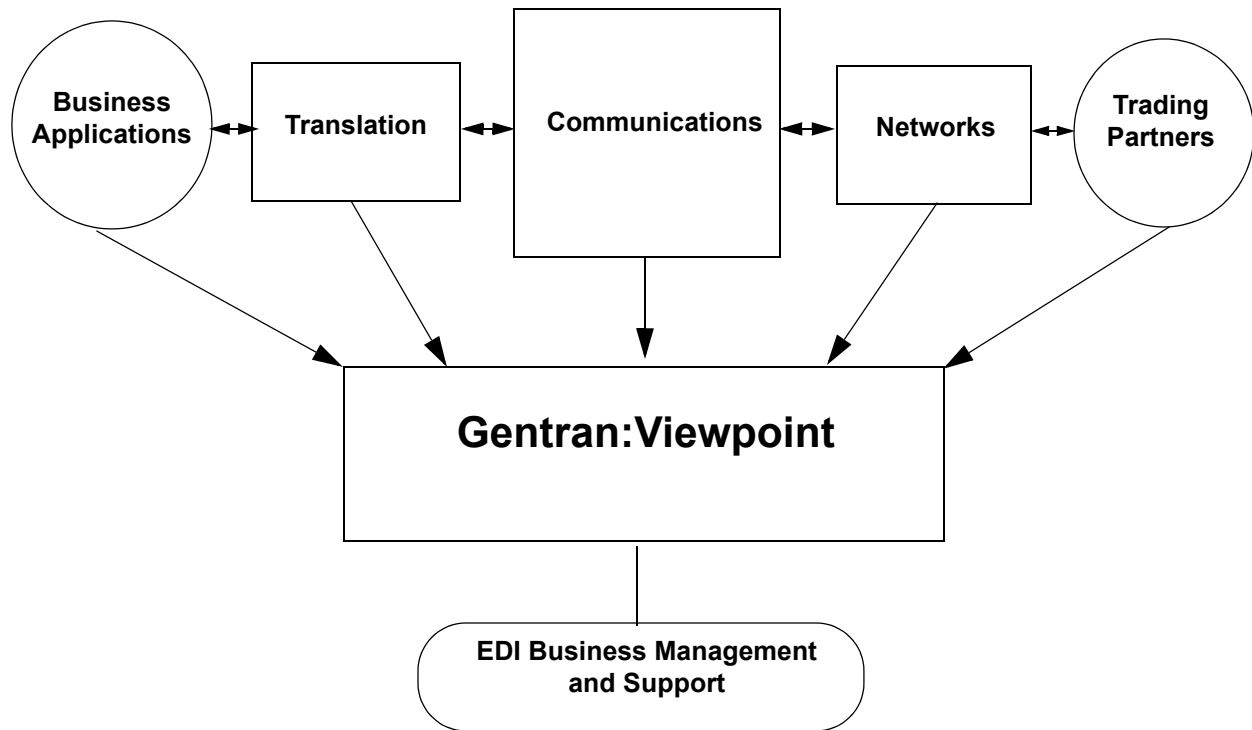 Business
Applications
Translation
Communications
Networks
Trading
Partners
Gentran:Viewpoint
EDI Business Management
and Support